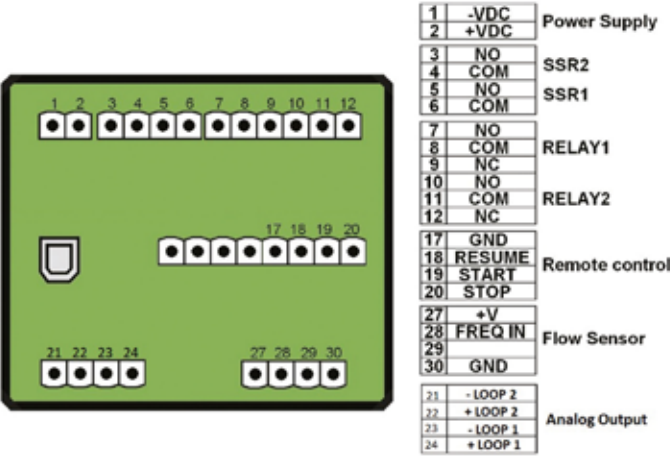 1 -VDC Power Supply
2 +VDC
3 NO SSR2
4 COM
5 NO SSR1
6 COM
7 NO RELAY1
8 COM
9 NC
10 NO RELAY2
11 COM
12 NC
17 GND Remote control
18 RESUME
19 START
20 STOP
27 +V Flow Sensor
28 FREQ IN
29
30 GND
21 - LOOP 2 Analog Output
22 + LOOP 2
23 - LOOP 1
24 + LOOP 1
1 2 3 4 5 6 7 8 9 10 11 12
17 18 19 20
21 22 23 24 27 28 29 30